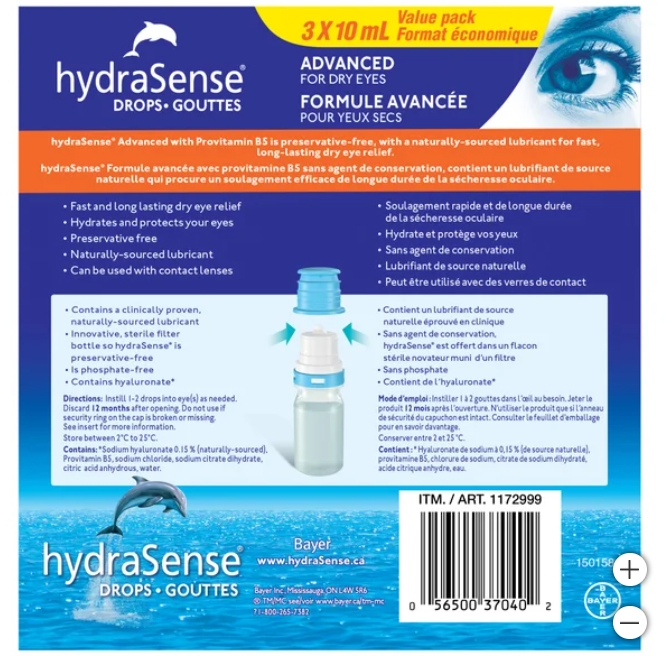 3 X 10 mL Value pack
Format économique
hydraSense®
DROPS • GOUTTES
ADVANCED
FOR DRY EYES
FORMULE AVANCÉE
POUR YEUX SECS
hydraSense® Advanced with Provitamin B5 is preservative-free, with a naturally-sourced lubricant for fast,
long-lasting dry eye relief.
hydraSense® Formule avancée avec provitamine B5 sans agent de conservation, contient un lubrifiant de source
naturelle qui procure un soulagement efficace de longue durée de la sécheresse oculaire.
• Fast and long lasting dry eye relief
• Hydrates and protects your eyes
• Preservative free
• Naturally-sourced lubricant
• Can be used with contact lenses
• Soulagement rapide et de longue durée
de la sécheresse oculaire
• Hydrate et protège vos yeux
• Sans agent de conservation
• Lubrifiant de source naturelle
• Peut être utilisé avec des verres de contact
• Contains a clinically proven,
naturally-sourced lubricant
• Innovative, sterile filter
bottle so hydraSense® is
preservative-free
• Is phosphate-free
• Contains hyaluronate*
Directions: Instill 1-2 drops into eye(s) as needed.
Discard 12 months after opening. Do not use if
security ring on the cap is broken or missing.
See insert for more information.
Store between 2°C to 25°C.
Contains: *Sodium hyaluronate 0.15 % (naturally-sourced),
Provitamin B5, sodium chloride, sodium citrate dihydrate,
citric acid anhydrous, water.
• Contient un lubrifiant de source
naturelle éprouvé en clinique
• Sans agent de conservation,
hydraSense® est offert dans un flacon
stérile novateur muni d'un filtre
• Sans phosphate
• Contient de l'hyaluronate*
Mode d'emploi : Instiller 1 à 2 gouttes dans l'œil au besoin. Jeter le
produit 12 mois après l'ouverture. N'utiliser le produit que si l'anneau
de sécurité du capuchon est intact. Consulter le feuillet d'emballage
pour en savoir davantage.
Conserver entre 2 et 25 °C.
Contient : * Hyaluronate de sodium à 0,15 % (de source naturelle),
provitamine B5, chlorure de sodium, citrate de sodium dihydraté,
acide citrique anhydre, eau.
ITM. / ART. 1172999
hydraSense®
DROPS • GOUTTES
Bayer
www.hydraSense.ca
Bayer Inc., Mississauga, ON L4W 5R6
® TM/MC see/voir www.bayer.ca/tm-mc
1-800-265-7382
0 56500 37040 2
BAYER
BAYER